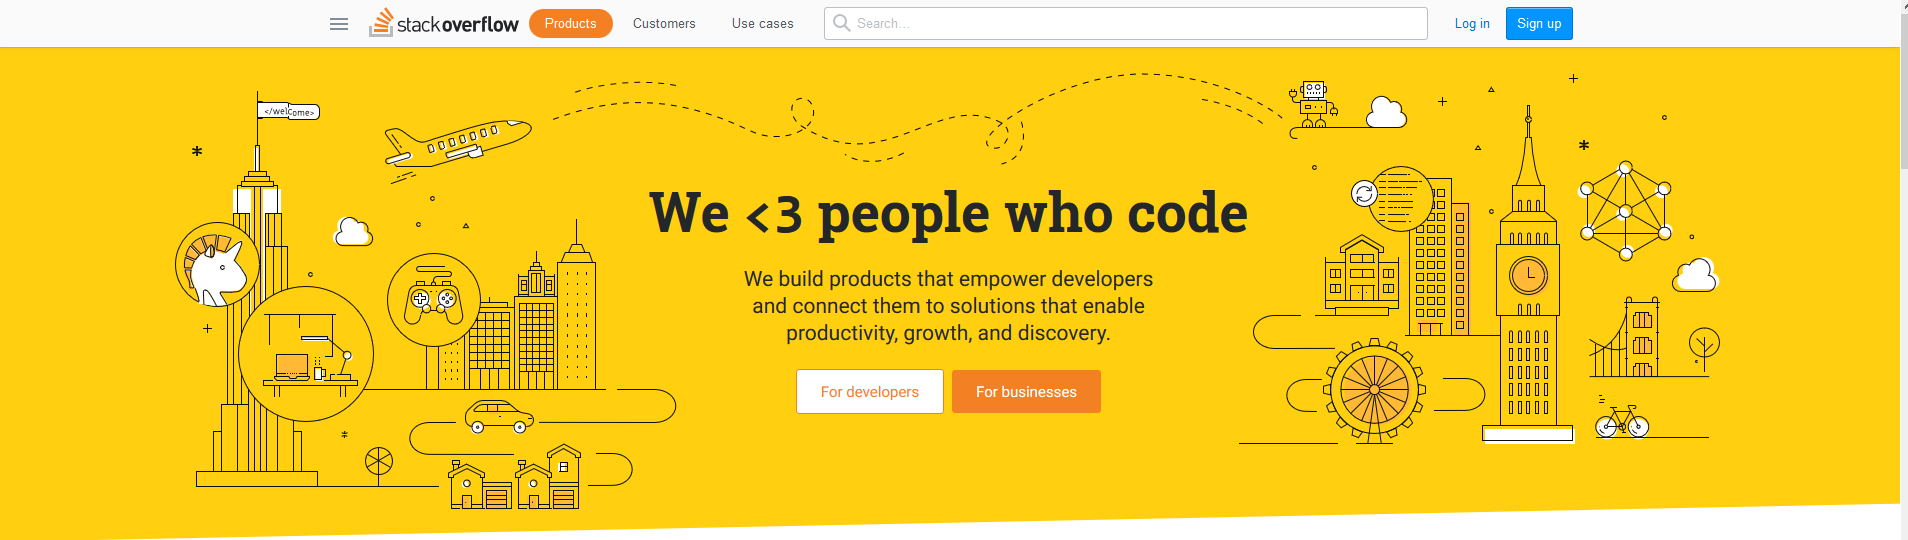 stackoverflow Products Customers Use cases Search... Log in Sign up
</welcome>
We <3 people who code
We build products that empower developers
and connect them to solutions that enable
productivity, growth, and discovery.
For developers For businesses